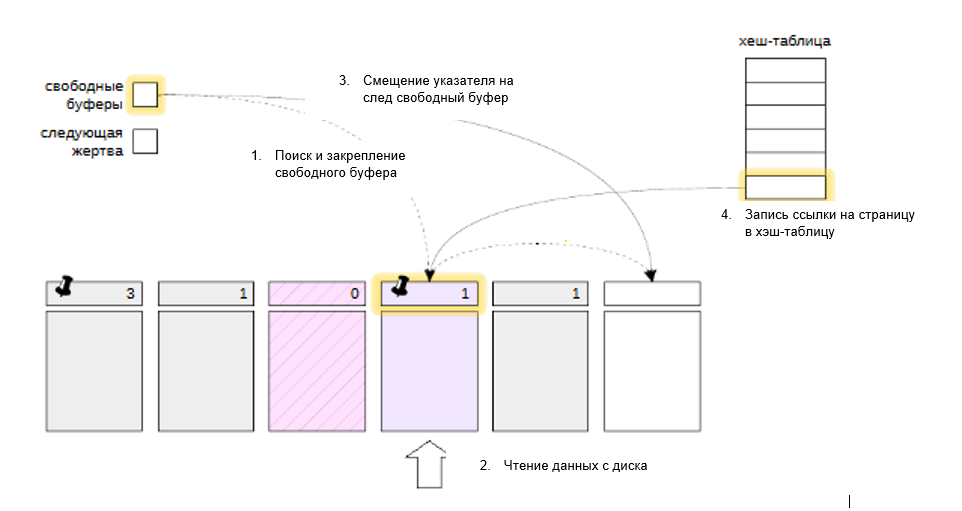 хеш-таблица
свободные
буферы
3. Смещение указателя на
след свободный буфер
следующая
жертва
1. Поиск и закрепление
свободного буфера
4. Запись ссылки на страницу
в хэш-таблицу
3 1 0 1 1
2. Чтение данных с диска